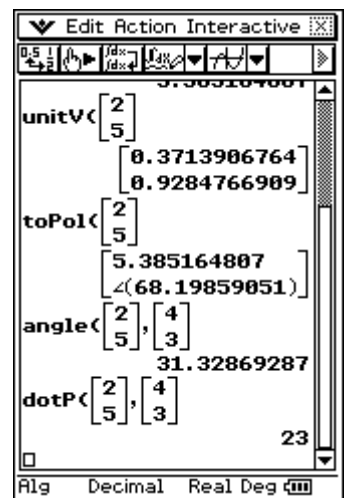 Edit Action Interactive
unitV([2 5]
[0.3713906764
0.9284766909]
toPol([2 5]
[5.385164807
∠(68.19859051)]
angle([2 5],[4 3]
31.32869287
dotP([2 5],[4 3]
23
Alg Decimal Real Deg